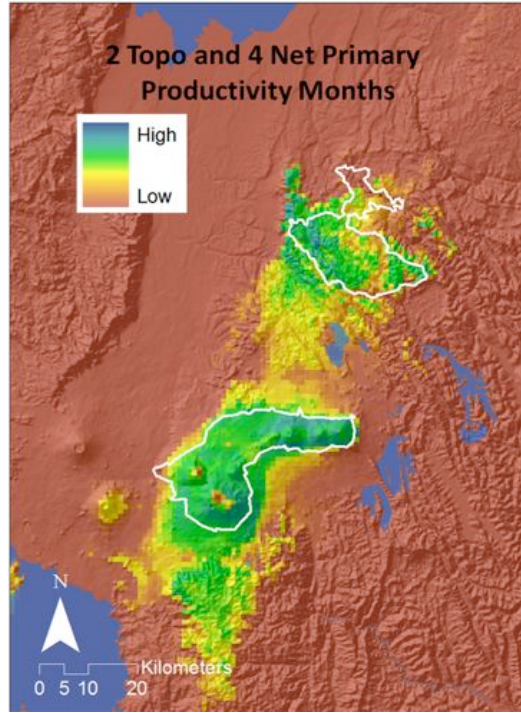 2 Topo and 4 Net Primary
Productivity Months
High
Low
N
Kilometers
0 5 10 20